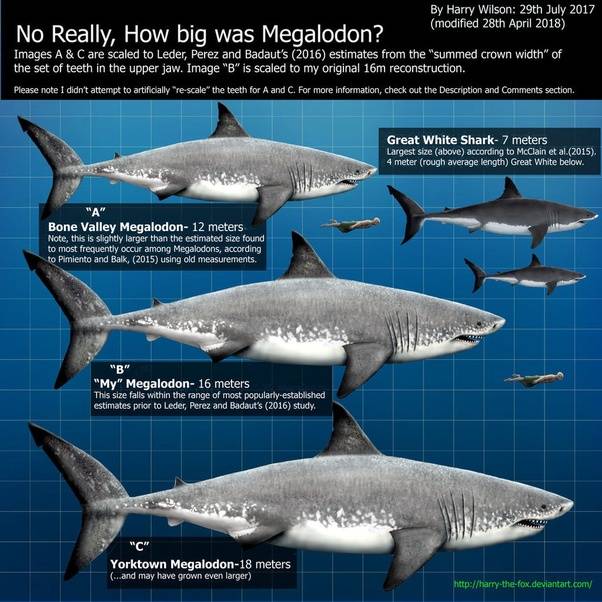 By Harry Wilson: 29th July 2017
(modified 28th April 2018)
No Really, How big was Megalodon?
Images A & C are scaled to Leder, Perez and Badaut's (2016) estimates from the "summed crown width" of
the set of teeth in the upper jaw. Image "B" is scaled to my original 16m reconstruction.
Please note I didn't attempt to artificially "re-scale" the teeth for A and C. For more information, check out the Description and Comments section.
Great White Shark- 7 meters
Largest size (above) according to McClain et al.(2015).
4 meter (rough average length) Great White below.
"A"
Bone Valley Megalodon- 12 meters
Note, this is slightly larger than the estimated size found
to most frequently occur among Megalodons, according
to Pimiento and Balk, (2015) using old measurements.
"B"
"My" Megalodon- 16 meters
This size falls within the range of most popularly-established
estimates prior to Leder, Perez and Badaut's (2016) study.
"C"
Yorktown Megalodon-18 meters
(...and may have grown even larger)
http://harry-the-fox.deviantart.com/